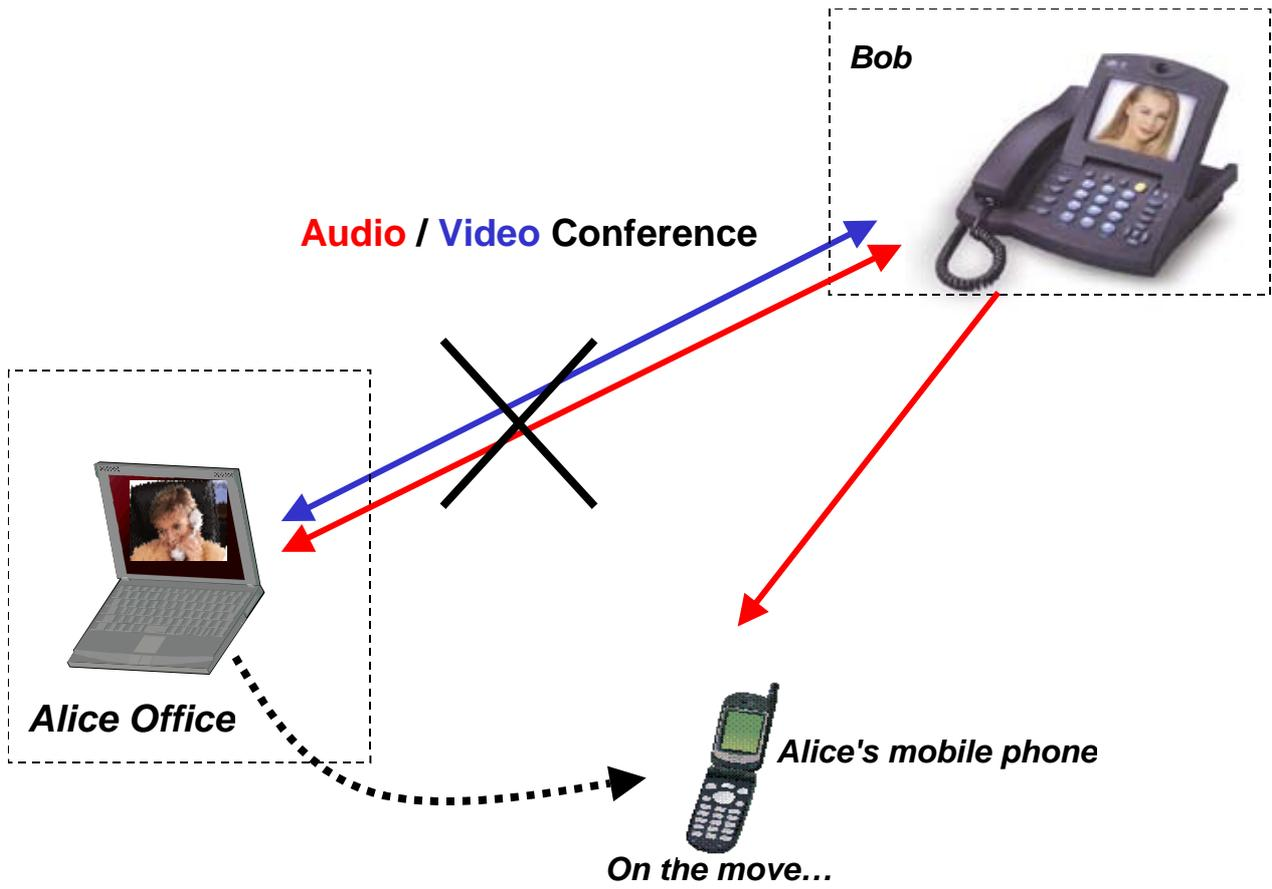 Bob
Audio / Video Conference
Alice Office
Alice's mobile phone
On the move...